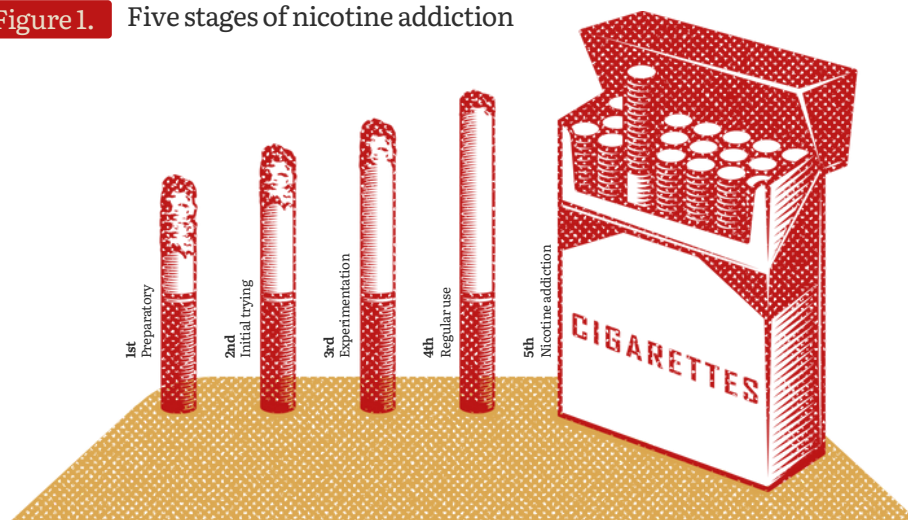 Figure 1.
Five stages of nicotine addiction
1st
Preparatory
2nd
Initial trying
3rd
Experimentation
4th
Regular use
5th
Nicotine addiction
CIGARETTES